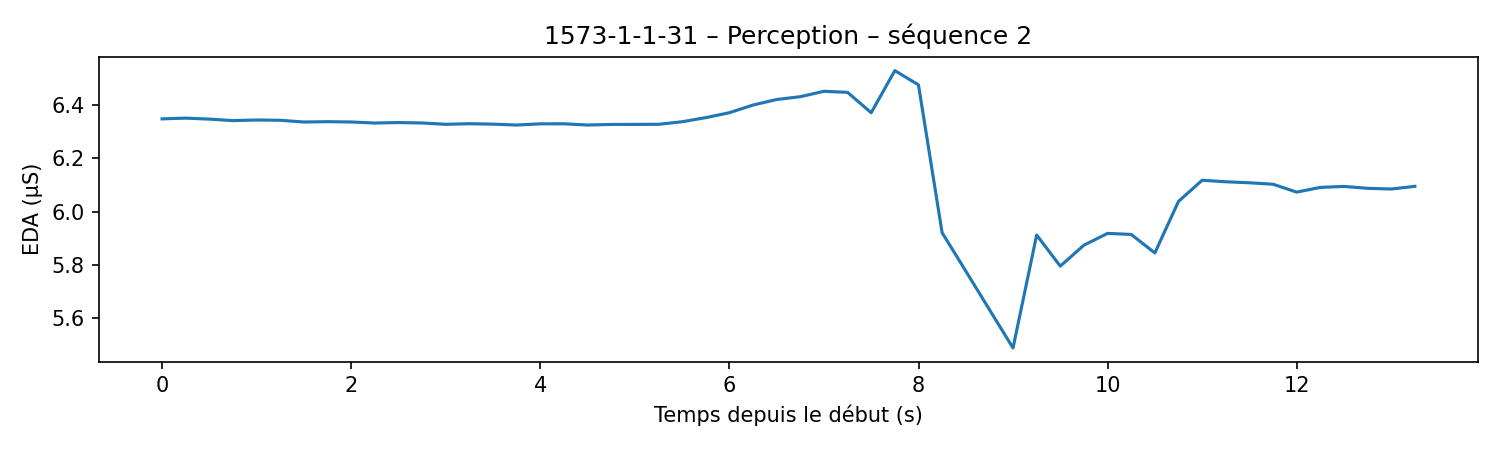 1573-1-1-31 – Perception – séquence 2
EDA (µS)
6.4
6.2
6.0
5.8
5.6
0 2 4 6 8 10 12
Temps depuis le début (s)